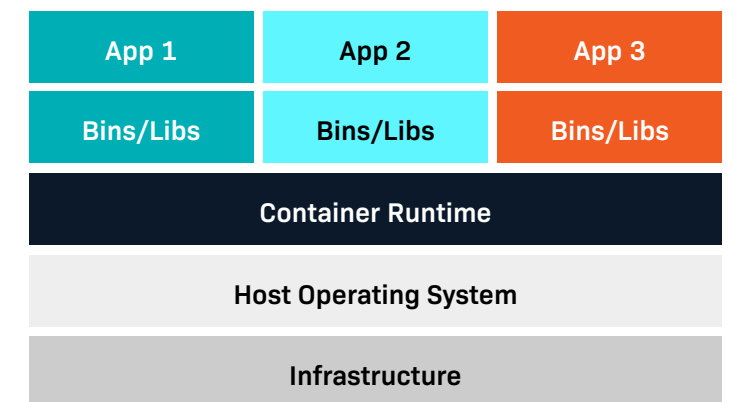 App 1
App 2
App 3
Bins/Libs
Bins/Libs
Bins/Libs
Container Runtime
Host Operating System
Infrastructure